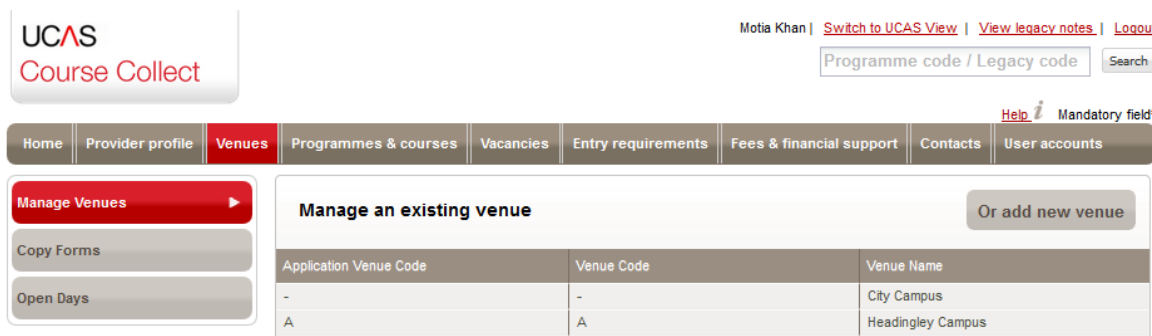 UCAS
Course Collect
Motia Khan | Switch to UCAS View | View legacy notes | Logou
Programme code / Legacy code Search
Help i Mandatory field*
Home Provider profile Venues Programmes & courses Vacancies Entry requirements Fees & financial support Contacts User accounts
Manage Venues
Copy Forms
Open Days
Manage an existing venue Or add new venue
Application Venue Code Venue Code Venue Name
- - City Campus
A A Headingley Campus